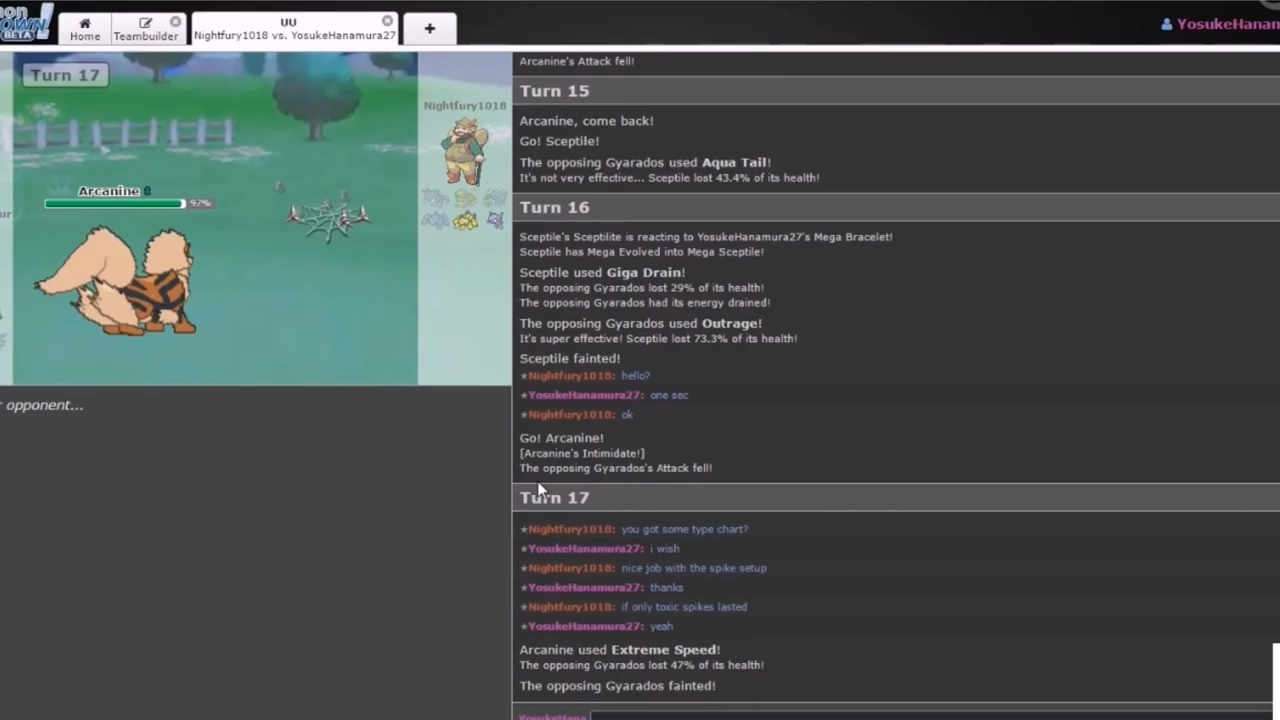 mon
OWN!
BETA
Home
Teambuilder
UU
Nightfury1018 vs. YosukeHanamura27
+
YosukeHanam
Turn 17
Nightfury1018
Arcanine
92%
ur
r opponent...
Arcanine's Attack fell!
Turn 15
Arcanine, come back!
Go! Sceptile!
The opposing Gyarados used Aqua Tail!
It's not very effective... Sceptile lost 43.4% of its health!
Turn 16
Sceptile's Sceptilite is reacting to YosukeHanamura27's Mega Bracelet!
Sceptile has Mega Evolved into Mega Sceptile!
Sceptile used Giga Drain!
The opposing Gyarados lost 29% of its health!
The opposing Gyarados had its energy drained!
The opposing Gyarados used Outrage!
It's super effective! Sceptile lost 73.3% of its health!
Sceptile fainted!
★Nightfury1018: hello?
★YosukeHanamura27: one sec
★Nightfury1018: ok
Go! Arcanine!
[Arcanine's Intimidate!]
The opposing Gyarados's Attack fell!
Turn 17
★Nightfury1018: you got some type chart?
★YosukeHanamura27: i wish
★Nightfury1018: nice job with the spike setup
★YosukeHanamura27: thanks
★Nightfury1018: if only toxic spikes lasted
★YosukeHanamura27: yeah
Arcanine used Extreme Speed!
The opposing Gyarados lost 47% of its health!
The opposing Gyarados fainted!
YosukeHana